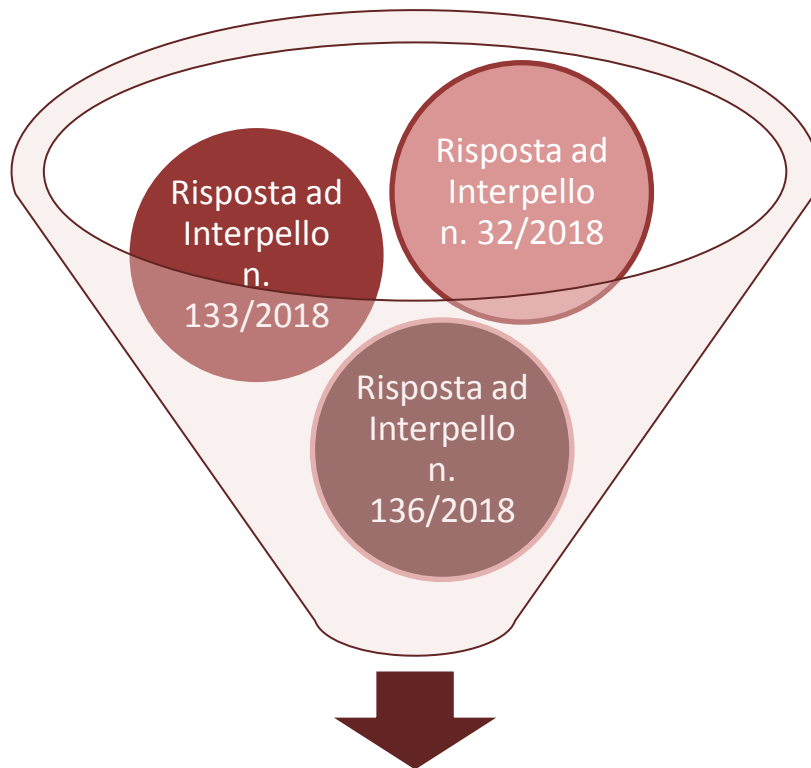 Risposta ad
Interpello
n. 32/2018
Risposta ad
Interpello
n.
133/2018
Risposta ad
Interpello
n.
136/2018